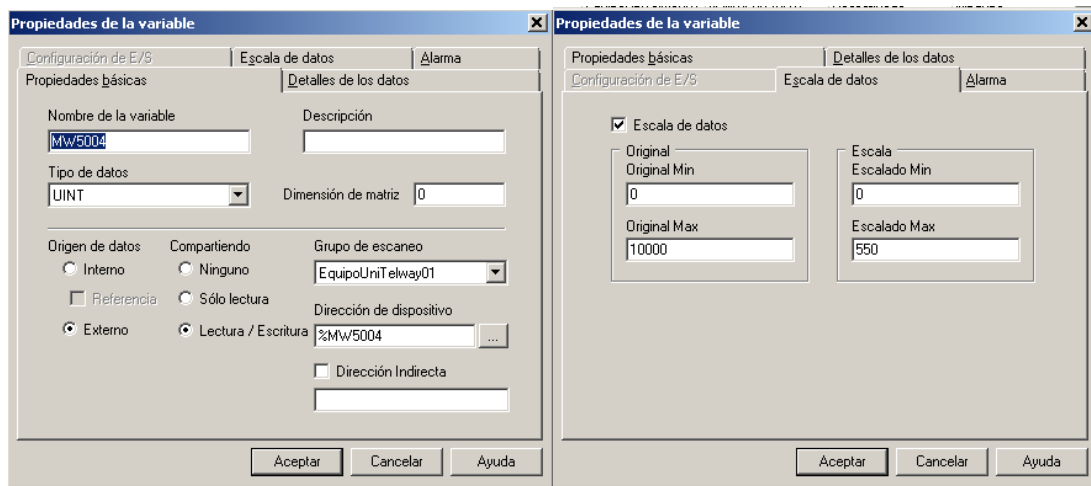 Propiedades de la variable
Configuración de E/S
Escala de datos
Alarma
Propiedades básicas
Detalles de los datos
Nombre de la variable
Descripción
MW5004
Tipo de datos
UINT
Dimensión de matriz
0
Origen de datos
Compartiendo
Grupo de escaneo
Interno
Ninguno
EquipoUniTelway01
Referencia
Sólo lectura
Dirección de dispositivo
Externo
Lectura / Escritura
%MW5004
...
Dirección Indirecta
Aceptar
Cancelar
Ayuda
Propiedades de la variable
Propiedades básicas
Detalles de los datos
Configuración de E/S
Escala de datos
Alarma
Escala de datos
Original
Original Min
0
Original Max
10000
Escala
Escalado Min
0
Escalado Max
550
Aceptar
Cancelar
Ayuda